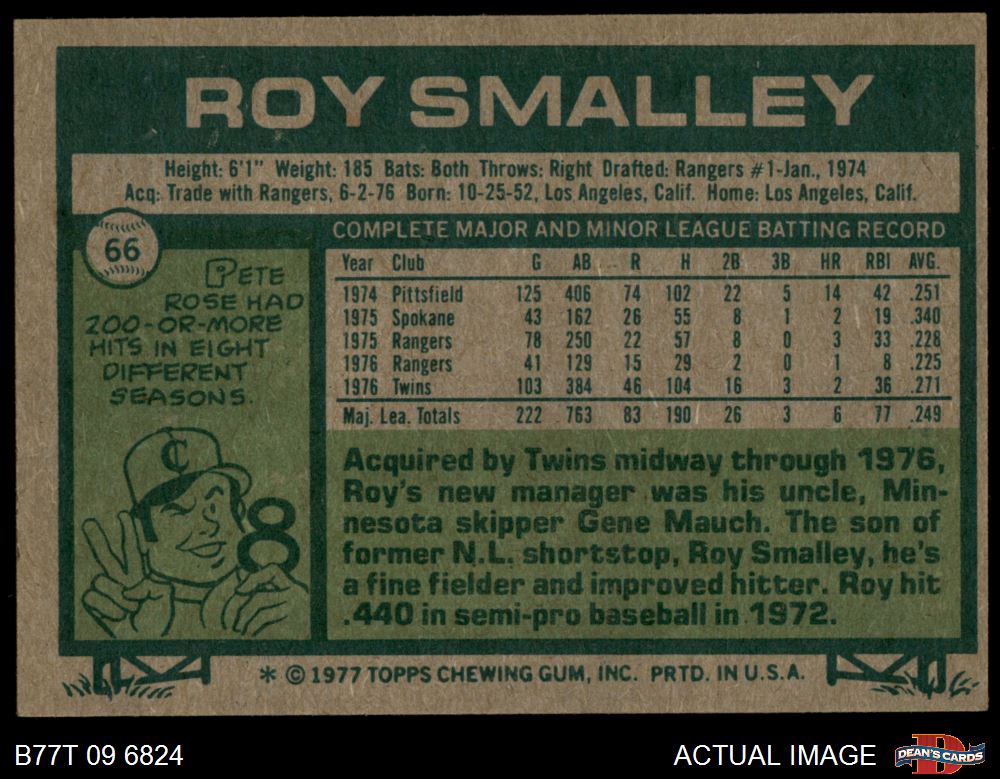 ROY SMALLEY
Height: 6'1" Weight: 185 Bats: Both Throws: Right Drafted: Rangers #1-Jan., 1974
Acq: Trade with Rangers, 6-2-76 Born: 10-25-52, Los Angeles, Calif. Home: Los Angeles, Calif.
66
PETE
ROSE HAD
200-OR-MORE
HITS IN EIGHT
DIFFERENT
SEASONS.
C
8
COMPLETE MAJOR AND MINOR LEAGUE BATTING RECORD
Year Club G AB R H 2B 3B HR RBI AVG.
1974 Pittsfield 125 406 74 102 22 5 14 42 .251
1975 Spokane 43 162 26 55 8 1 2 19 .340
1975 Rangers 78 250 22 57 8 0 3 33 .228
1976 Rangers 41 129 15 29 2 0 1 8 .225
1976 Twins 103 384 46 104 16 3 2 36 .271
Maj. Lea. Totals 222 763 83 190 26 3 6 77 .249
Acquired by Twins midway through 1976,
Roy's new manager was his uncle, Min-
nesota skipper Gene Mauch. The son of
former N.L. shortstop, Roy Smalley, he's
a fine fielder and improved hitter. Roy hit
.440 in semi-pro baseball in 1972.
* © 1977 TOPPS CHEWING GUM, INC. PRTD. IN U.S.A.
B77T 09 6824
ACTUAL IMAGE
D
DEAN'S CARDS